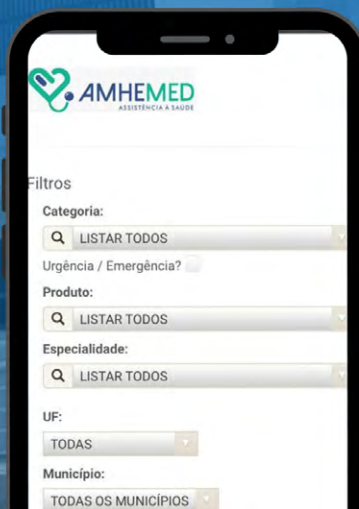 AMHEMED
ASSISTÊNCIA À SAÚDE
Filtros
Categoria:
LISTAR TODOS
Urgência / Emergência?
Produto:
LISTAR TODOS
Especialidade:
LISTAR TODOS
UF:
TODAS
Município:
TODAS OS MUNICÍPIOS